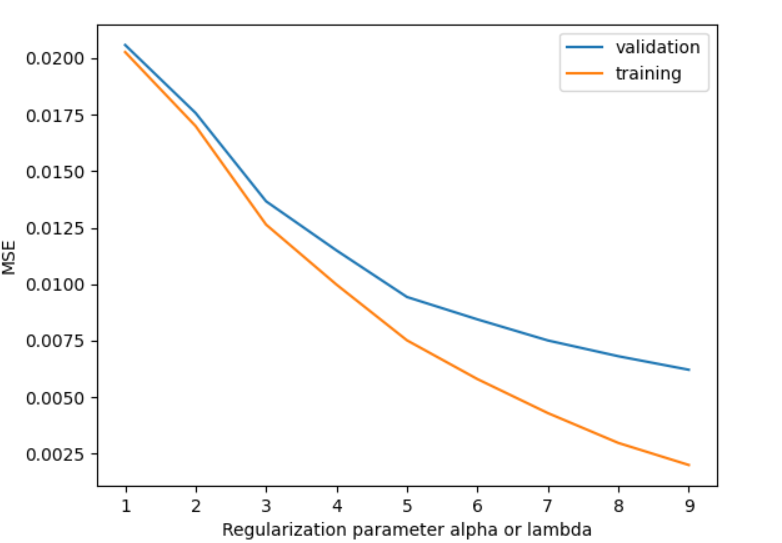 validation
training
0.0200
0.0175
0.0150
0.0125
0.0100
0.0075
0.0050
0.0025
MSE
1 2 3 4 5 6 7 8 9
Regularization parameter alpha or lambda